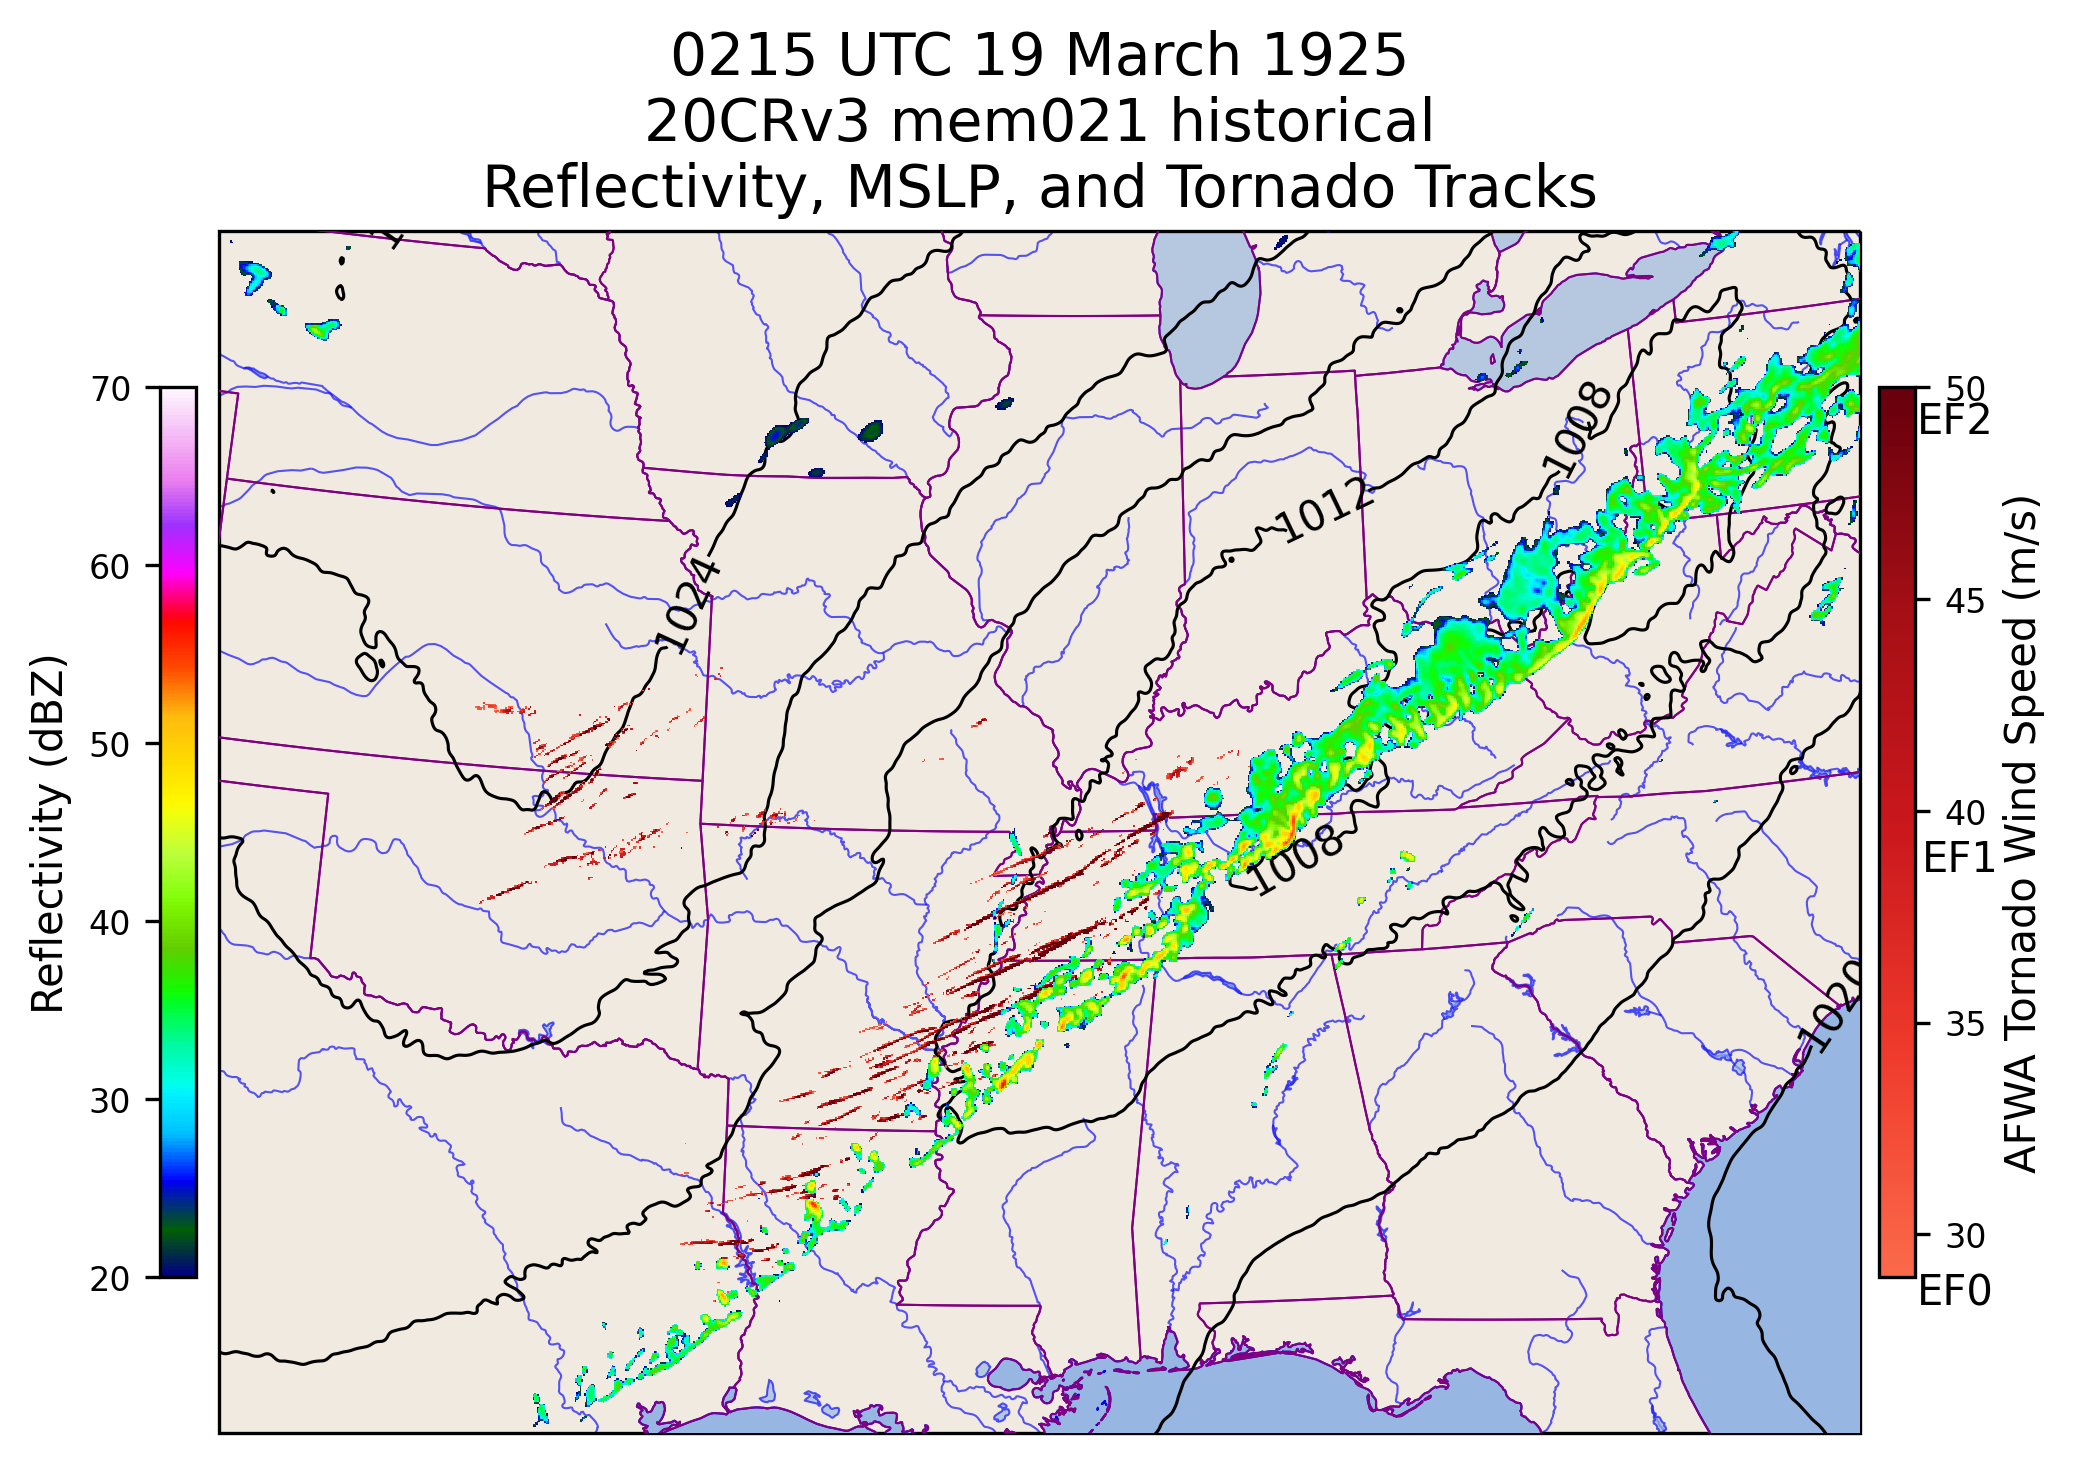 0215 UTC 19 March 1925
20CRv3 mem021 historical
Reflectivity, MSLP, and Tornado Tracks
Reflectivity (dBZ)
70
60
50
40
30
20
1024
1012
1008
1008
1020
50
EF2
45
40
EF1
35
30
EF0
AFWA Tornado Wind Speed (m/s)